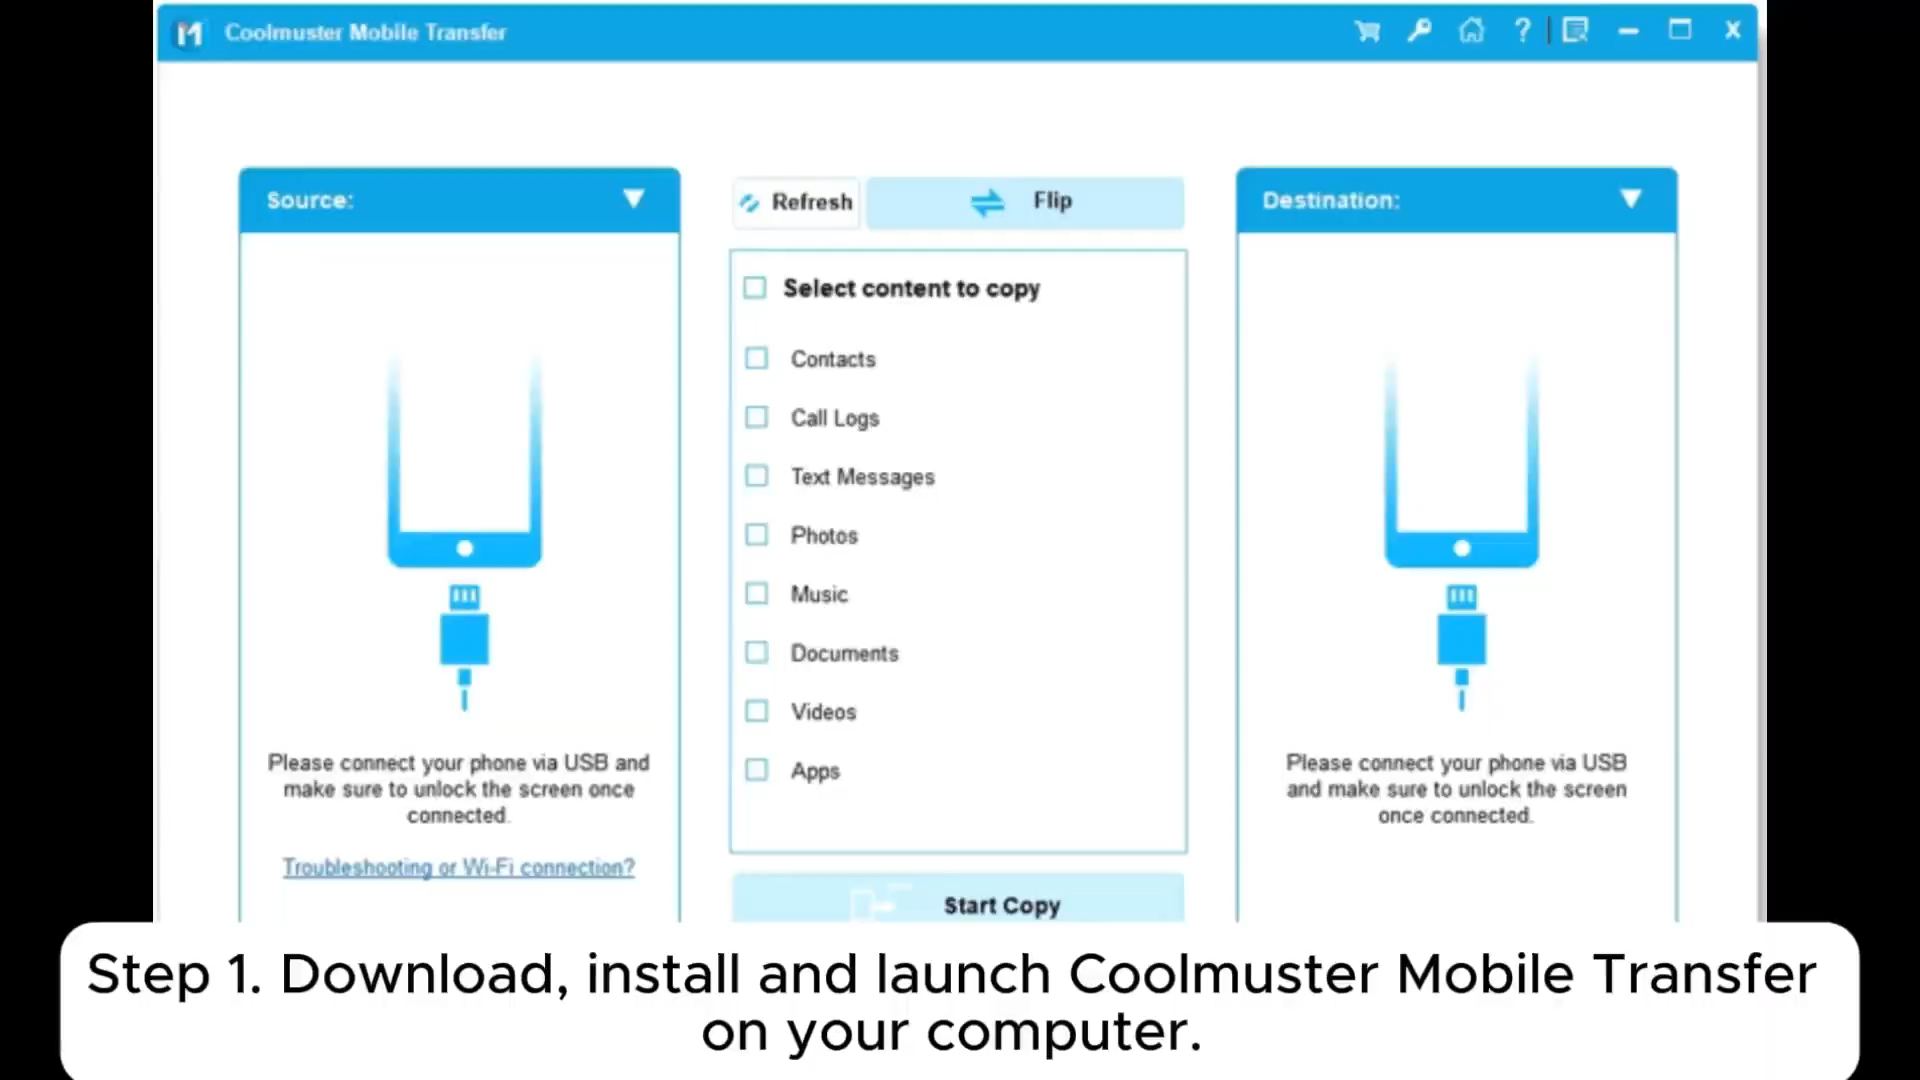 Coolmuster Mobile Transfer
Source:
Refresh
Flip
Destination:
Select content to copy
Contacts
Call Logs
Text Messages
Photos
Music
Documents
Videos
Apps
Please connect your phone via USB and
make sure to unlock the screen once
connected.
Troubleshooting or Wi-Fi connection?
Please connect your phone via USB
and make sure to unlock the screen
once connected.
Start Copy
Step 1. Download, install and launch Coolmuster Mobile Transfer
on your computer.